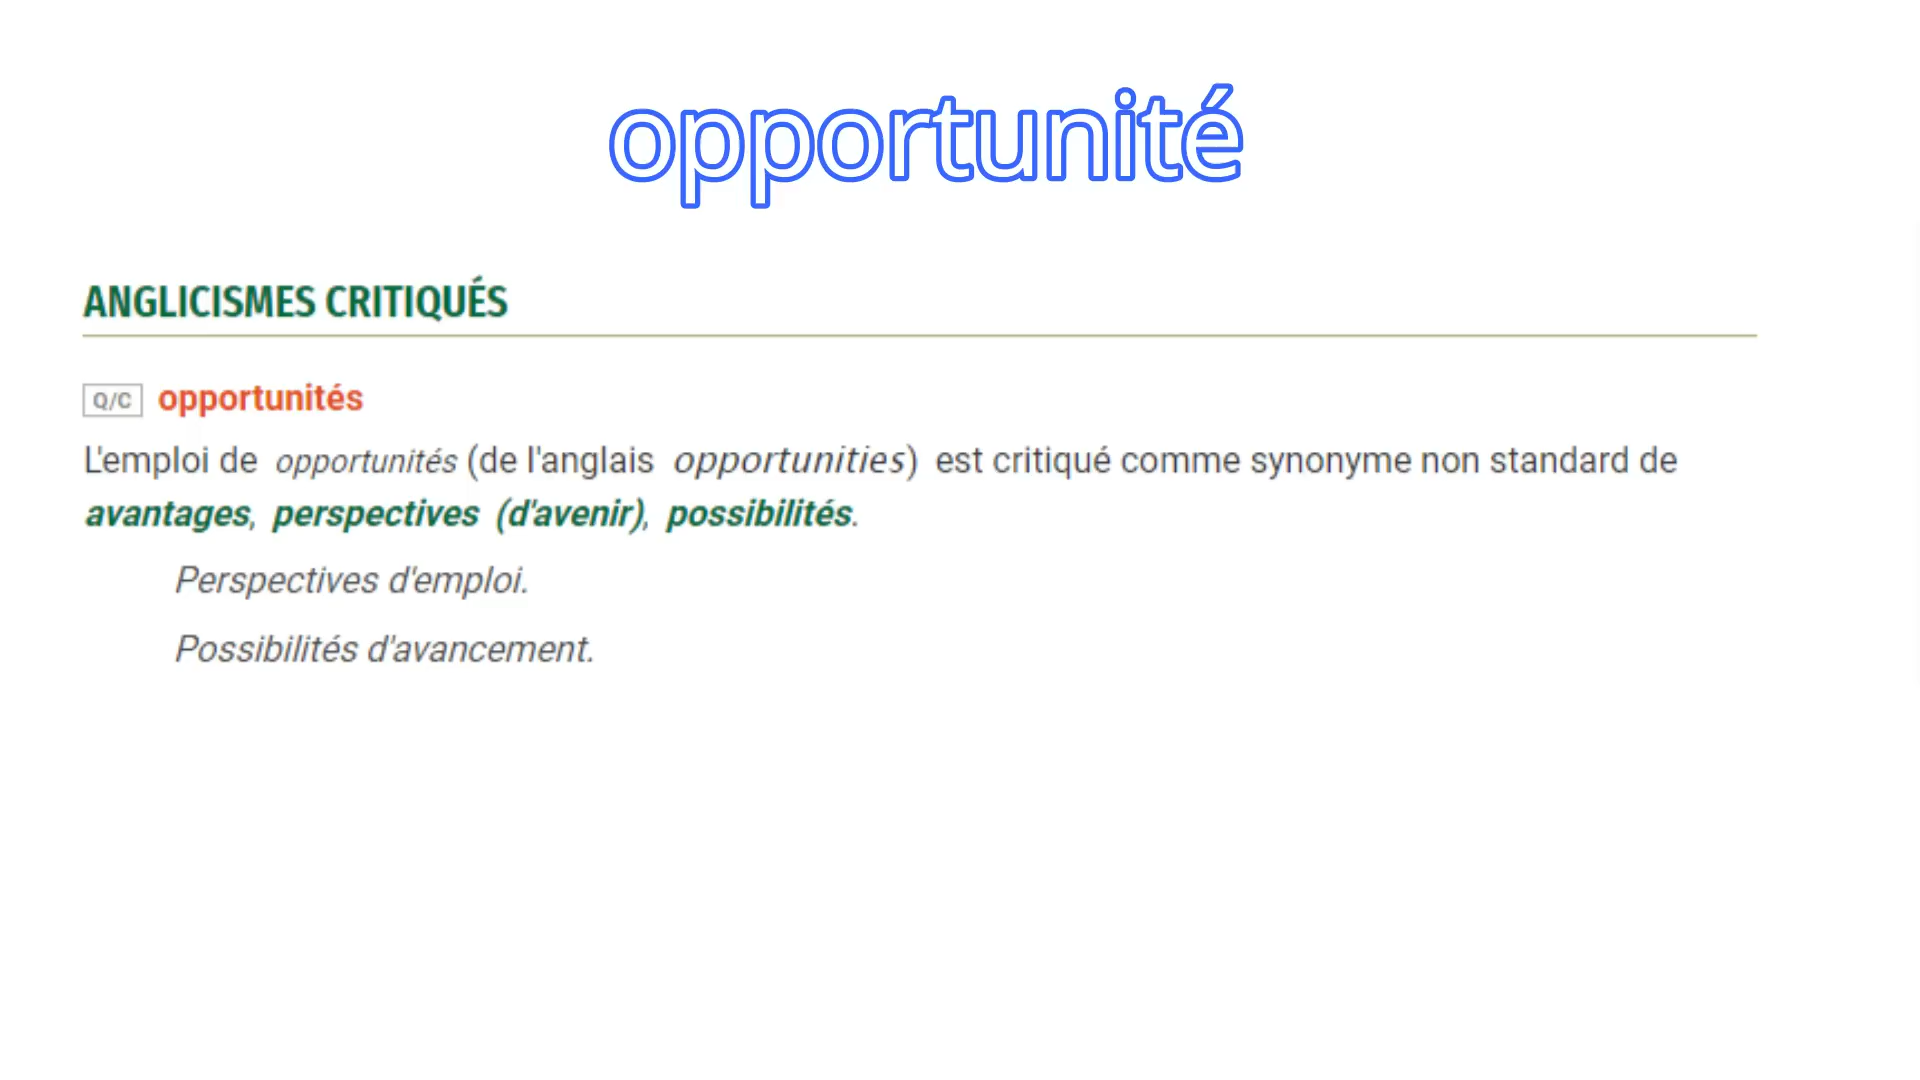 opportunité
ANGLICISMES CRITIQUÉS
Q/C opportunités
L'emploi de opportunités (de l'anglais opportunities) est critiqué comme synonyme non standard de
avantages, perspectives (d'avenir), possibilités.
Perspectives d'emploi.
Possibilités d'avancement.